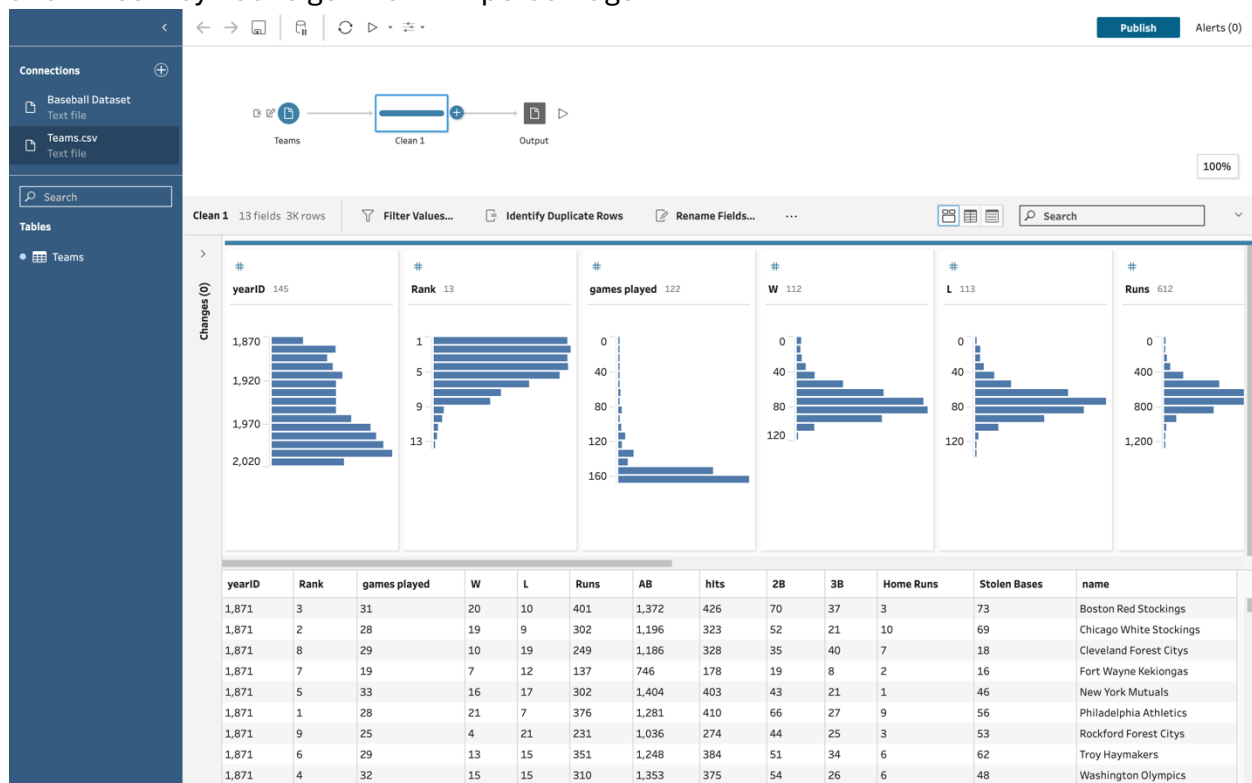 Publish
Alerts (0)
Connections
Baseball Dataset
Text file
Teams.csv
Text file
Search
Tables
Teams
Teams
Clean 1
Output
100%
Clean 1 13 fields 3K rows Filter Values... Identify Duplicate Rows Rename Fields... ... Search
Changes (0)
yearID 145
1,870
1,920
1,970
2,020
Rank 13
1
5
9
13
games played 122
0
40
80
120
160
W 112
0
40
80
120
L 113
0
40
80
120
Runs 612
0
400
800
1,200
yearID Rank games played W L Runs AB hits 2B 3B Home Runs Stolen Bases name
1,871 3 31 20 10 401 1,372 426 70 37 3 73 Boston Red Stockings
1,871 2 28 19 9 302 1,196 323 52 21 10 69 Chicago White Stockings
1,871 8 29 10 19 249 1,186 328 35 40 7 18 Cleveland Forest Citys
1,871 7 19 7 12 137 746 178 19 8 2 16 Fort Wayne Kekiongas
1,871 5 33 16 17 302 1,404 403 43 21 1 46 New York Mutuals
1,871 1 28 21 7 376 1,281 410 66 27 9 56 Philadelphia Athletics
1,871 9 25 4 21 231 1,036 274 44 25 3 53 Rockford Forest Citys
1,871 6 29 13 15 351 1,248 384 51 34 6 62 Troy Haymakers
1,871 4 32 15 15 310 1,353 375 54 26 6 48 Washington Olympics